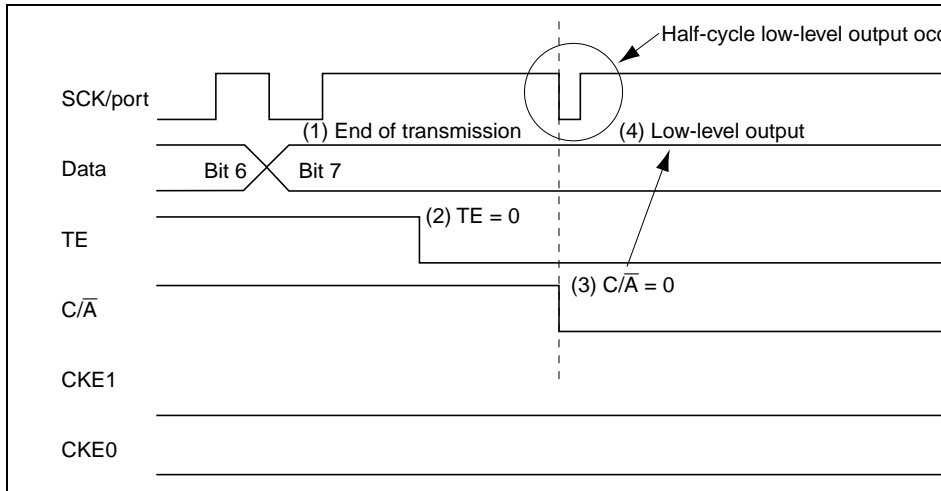 Half-cycle low-level output
SCK/port
(1) End of transmission
(4) Low-level output
Data
Bit 6
Bit 7
(2) TE = 0
TE
(3) C/A̅ = 0
C/A̅
CKE1
CKE0